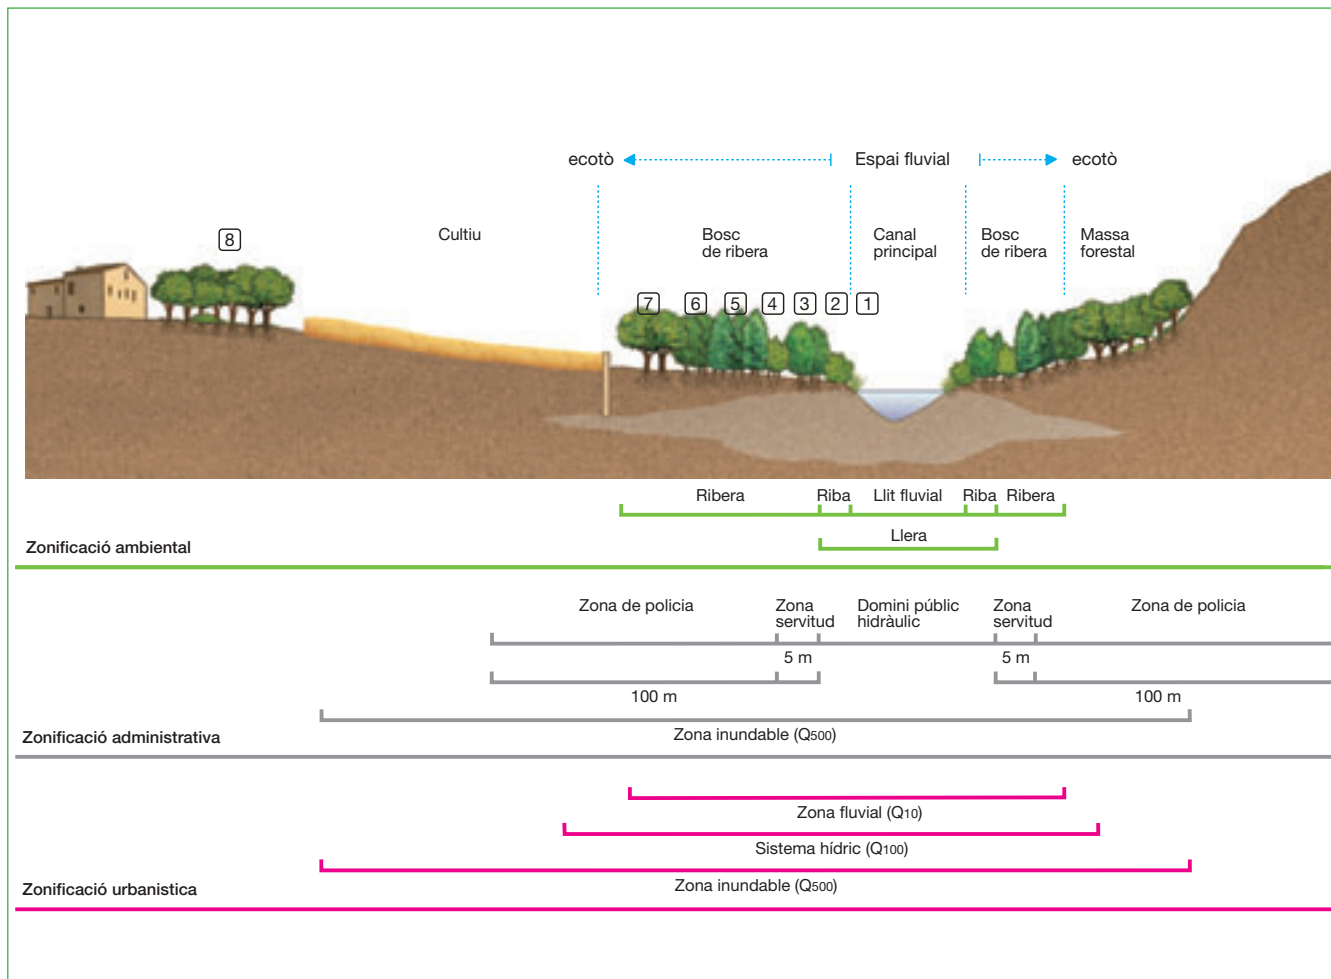 ecotò
Espai fluvial
ecotò
8
Cultiu
Bosc
de ribera
Canal
principal
Bosc
de ribera
Massa
forestal
7
6
5
4
3
2
1
Ribera
Riba
Llit fluvial
Riba
Ribera
Llera
Zonificació ambiental
Zona de policia
Zona
servitud
Domini públic
hidràulic
Zona
servitud
Zona de policia
5 m
5 m
100 m
100 m
Zona inundable (Q500)
Zonificació administrativa
Zona fluvial (Q10)
Sistema hídric (Q100)
Zona inundable (Q500)
Zonificació urbanistica